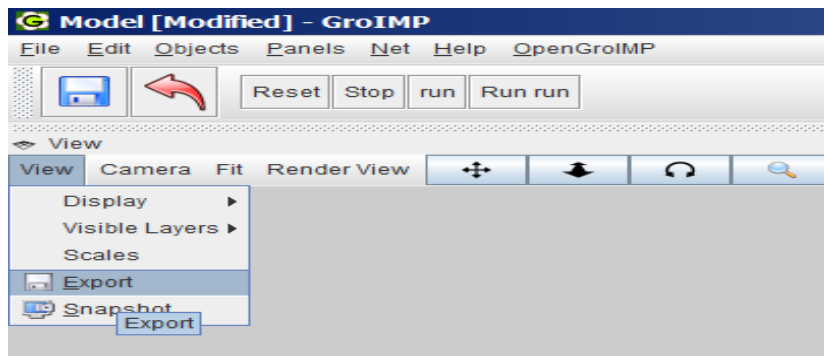 Model [Modified] - GroIMP
File Edit Objects Panels Net Help OpenGroIMP
Reset Stop run Run run
View
View Camera Fit Render View
Display
Visible Layers
Scales
Export
Snapshot
Export